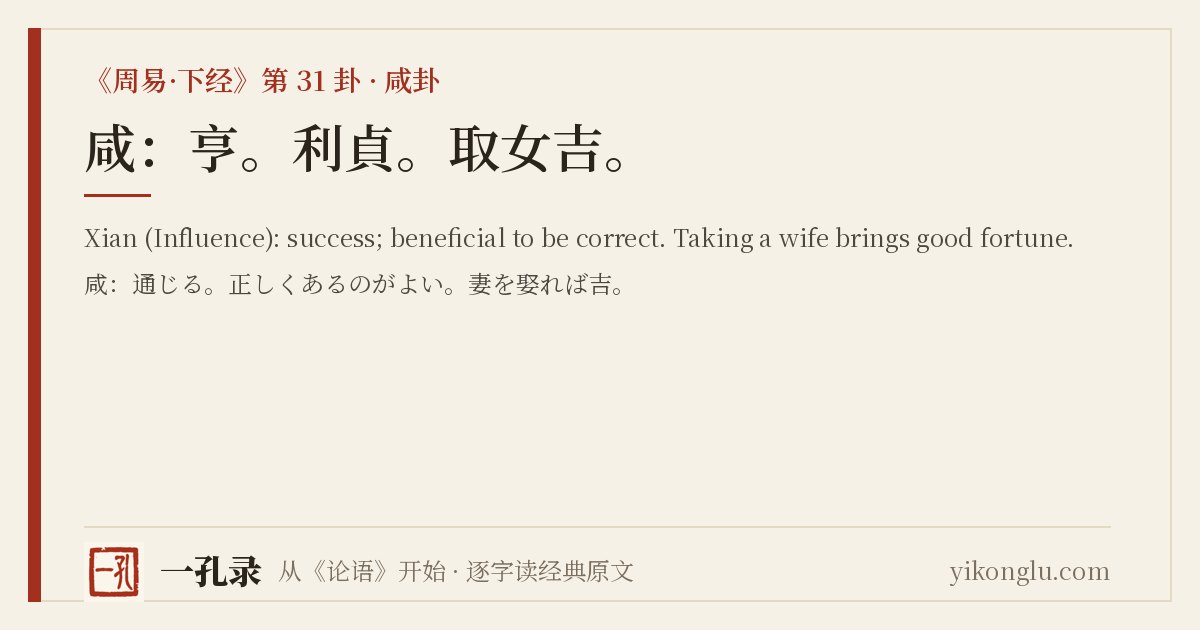 《周易·下经》第 31 卦 · 咸卦
咸：亨。利貞。取女吉。
Xian (Influence): success; beneficial to be correct. Taking a wife brings good fortune.
咸：通じる。正しくあるのがよい。妻を娶れば吉。
一孔 一孔录 从《论语》开始 · 逐字读经典原文 yikonglu.com